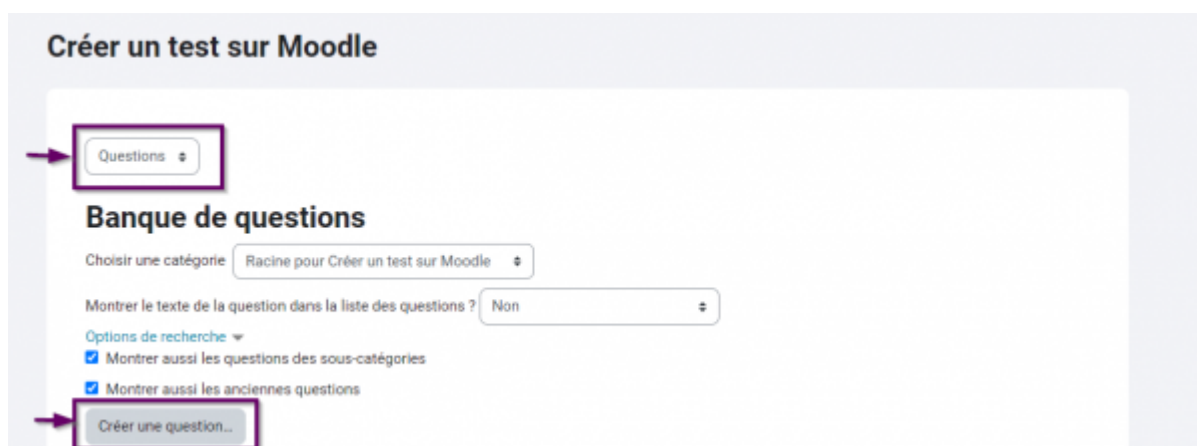 Créer un test sur Moodle
Questions
Banque de questions
Choisir une catégorie Racine pour Créer un test sur Moodle
Montrer le texte de la question dans la liste des questions ? Non
Options de recherche
Montrer aussi les questions des sous-catégories
Montrer aussi les anciennes questions
Créer une question...